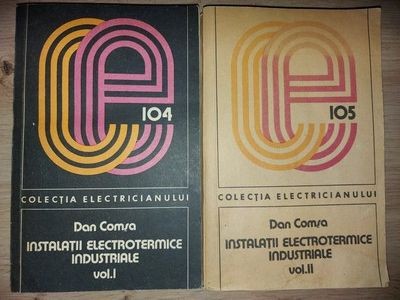 104
COLECȚIA ELECTRICIANULUI
Dan Comșa
INSTALAȚII ELECTROTERMICE
INDUSTRIALE
vol.I
105
COLECȚIA ELECTRICIANULUI
Dan Comșa
INSTALAȚII ELECTROTERMICE
INDUSTRIALE
vol.II